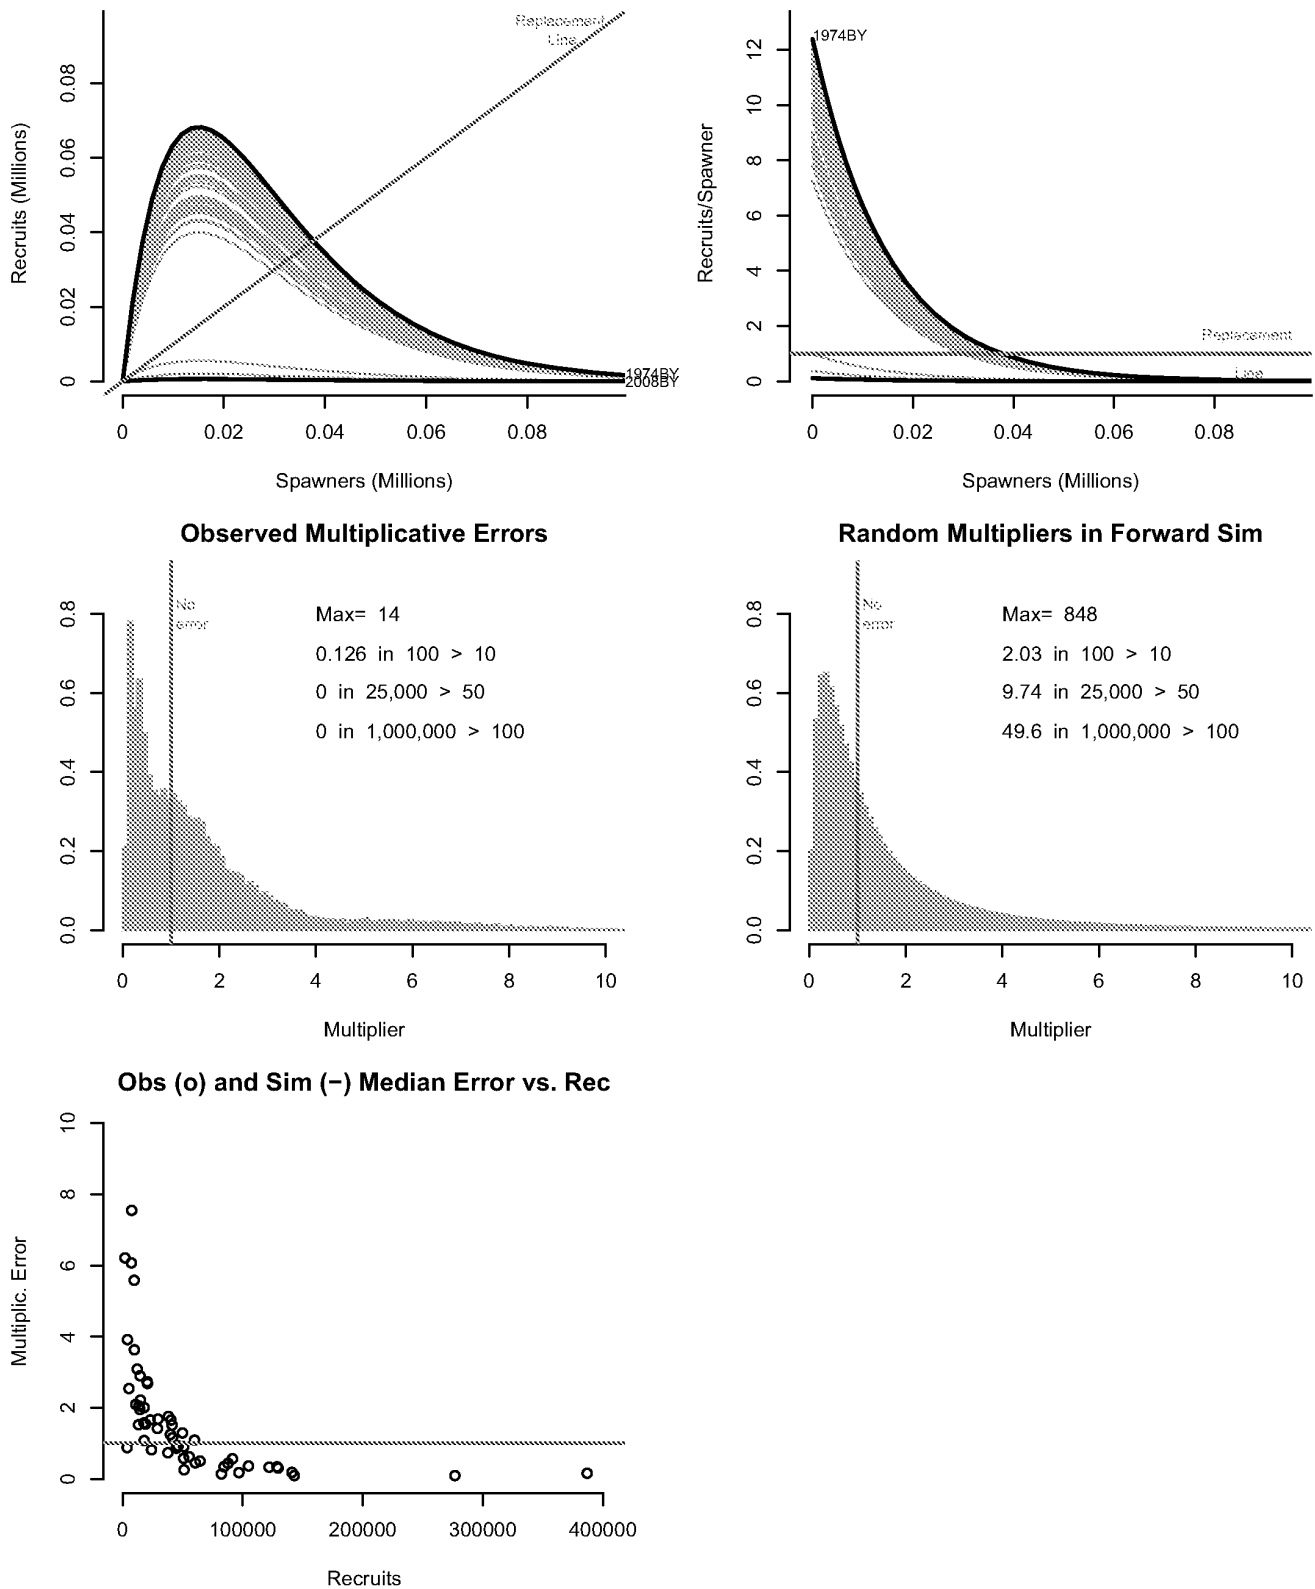 Replacement
Line
0.08
0.06
0.04
0.02
0
Recruits (Millions)
1974BY
2008BY
0 0.02 0.04 0.06 0.08
Spawners (Millions)
1974BY
12
10
8
6
4
2
0
Recruits/Spawner
Replacement
Line
0 0.02 0.04 0.06 0.08
Spawners (Millions)
Observed Multiplicative Errors
No
error
Max= 14
0.126 in 100 > 10
0 in 25,000 > 50
0 in 1,000,000 > 100
0.8
0.6
0.4
0.2
0.0
0 2 4 6 8 10
Multiplier
Random Multipliers in Forward Sim
No
error
Max= 848
2.03 in 100 > 10
9.74 in 25,000 > 50
49.6 in 1,000,000 > 100
0.8
0.6
0.4
0.2
0.0
0 2 4 6 8 10
Multiplier
Obs (o) and Sim (−) Median Error vs. Rec
10
8
6
4
2
0
Multiplic. Error
0 100000 200000 300000 400000
Recruits